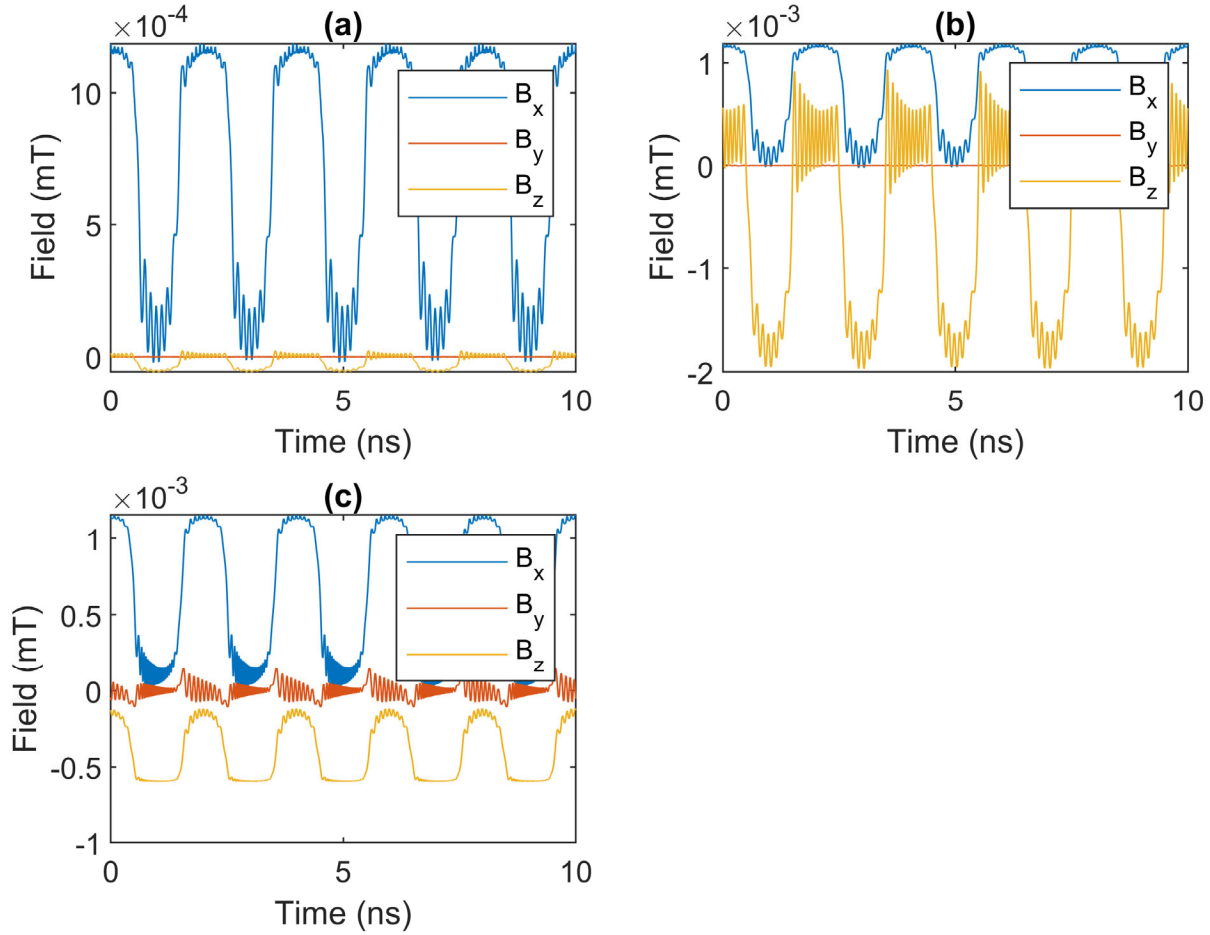 (a)
×10⁻⁴
10
5
0
Field (mT)
0 5 10
Time (ns)
B_x
B_y
B_z
(b)
×10⁻³
1
0
-1
-2
Field (mT)
0 5 10
Time (ns)
B_x
B_y
B_z
(c)
×10⁻³
1
0.5
0
-0.5
-1
Field (mT)
0 5 10
Time (ns)
B_x
B_y
B_z